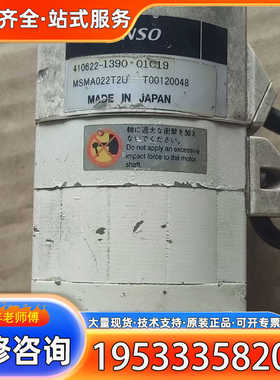 齐全·站式服务
NSO
410622-1390 01C19
MSMA022T2U T00120048
MADE IN JAPAN
軸に過大な衝撃を加え
ないでください。
Do not apply an excessive
impact force to the motor
shaft.
老师傅
大量现货·技术支持·原装正品·可开
修咨询
1953335820